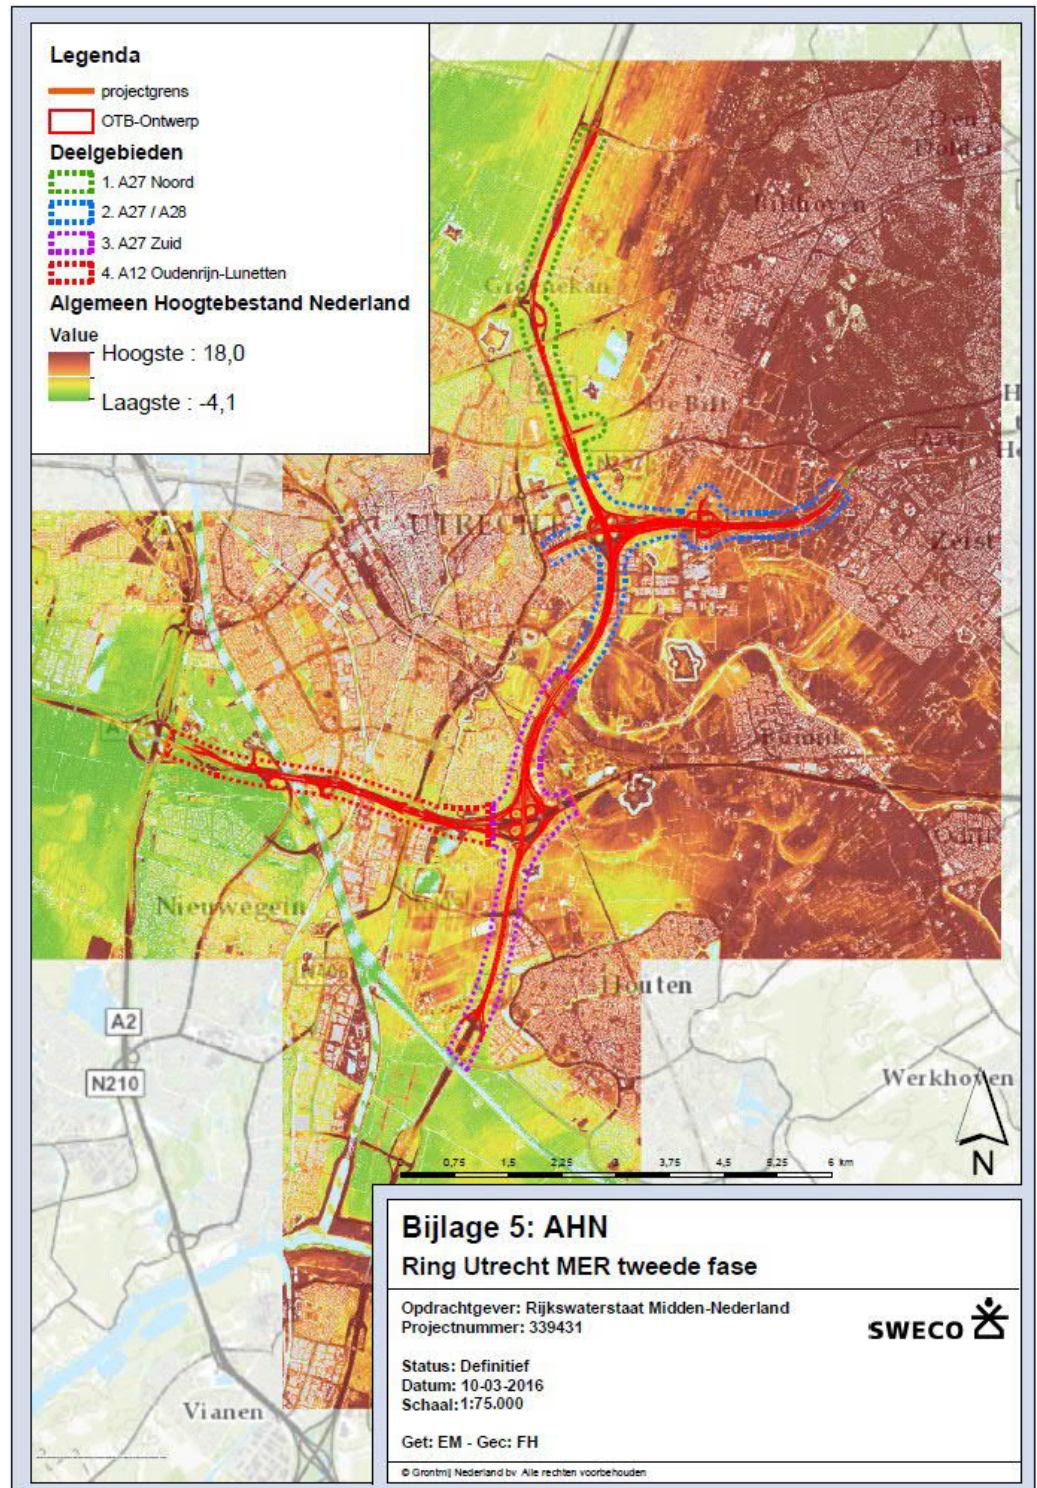 Legenda
projectgrens
OTB-Ontwerp
Deelgebieden
1. A27 Noord
2. A27 / A28
3. A27 Zuid
4. A12 Oudenrijn-Lunetten
Algemeen Hoogtebestand Nederland
Value
Hoogste : 18,0
Laagste : -4,1
Den
Dolder
Bilthoven
Groenekan
De Bilt
A28
UTRECHT
Zeist
Bunnik
Odijk
Nieuwegein
Houten
A2
N210
Werkhoven
N
0,75 1,5 2,25 3 3,75 4,5 5,25 6 km
Vianen
Bijlage 5: AHN
Ring Utrecht MER tweede fase
Opdrachtgever: Rijkswaterstaat Midden-Nederland
Projectnummer: 339431
SWECO
Status: Definitief
Datum: 10-03-2016
Schaal:1:75.000
Get: EM - Gec: FH
© Grontmij Nederland bv Alle rechten voorbehouden